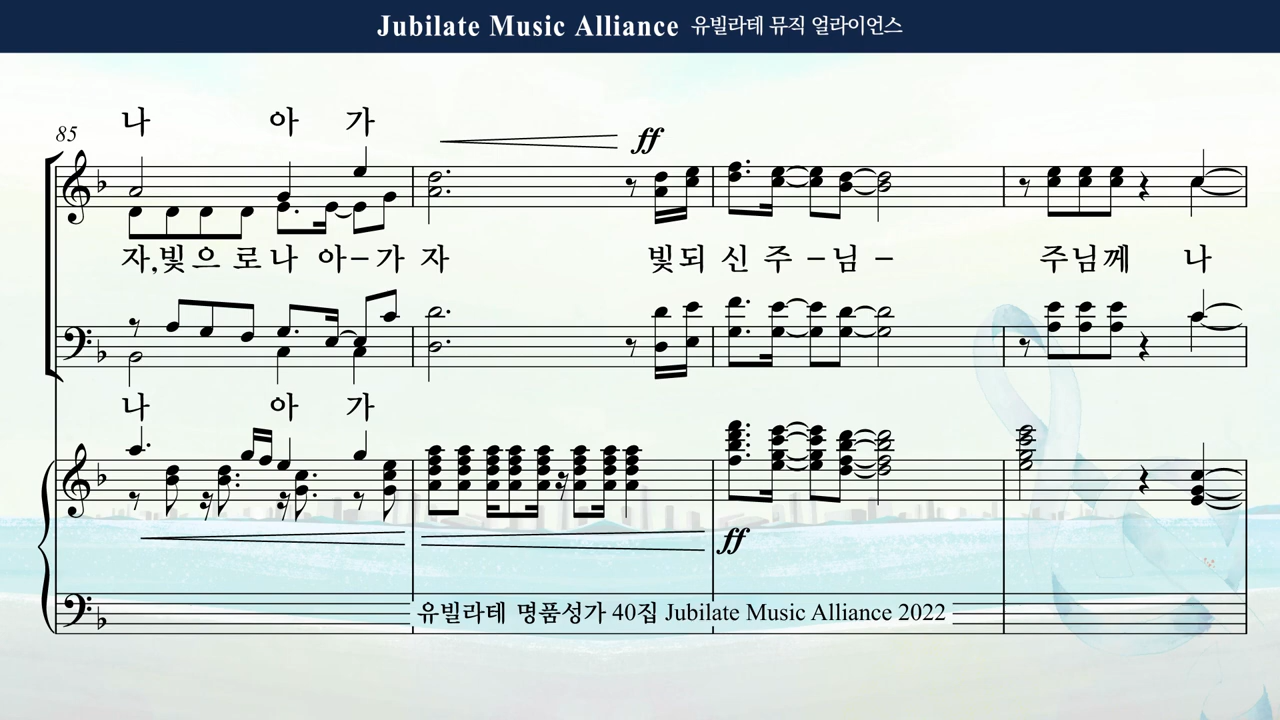 Jubilate Music Alliance 유빌라테 뮤직 얼라이언스
나 아 가
85
ff
자,빛으 로나 아-가 자 빛되 신 주 -님 - 주님께 나
나 아 가
ff
유빌라테 명품성가 40집 Jubilate Music Alliance 2022